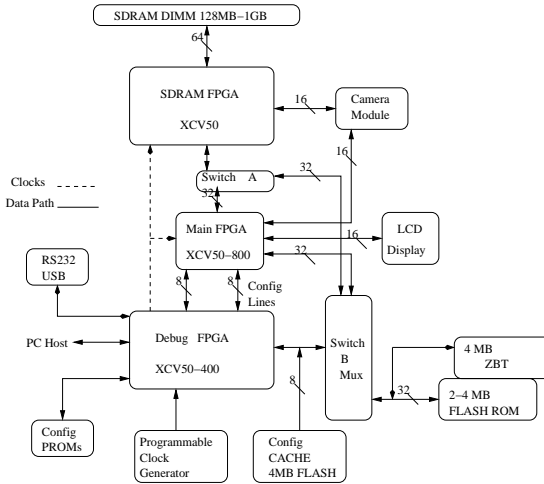 SDRAM DIMM 128MB−1GB
64
SDRAM FPGA
XCV50
16
Camera
Module
16
Clocks
Data Path
Switch A
32
32
Main FPGA
XCV50−800
16
LCD
Display
32
RS232
USB
8
8
Config
Lines
PC Host
Debug FPGA
XCV50−400
Switch
B
Mux
4 MB
ZBT
8
32
2−4 MB
FLASH ROM
Config
PROMs
Programmable
Clock
Generator
Config
CACHE
4MB FLASH